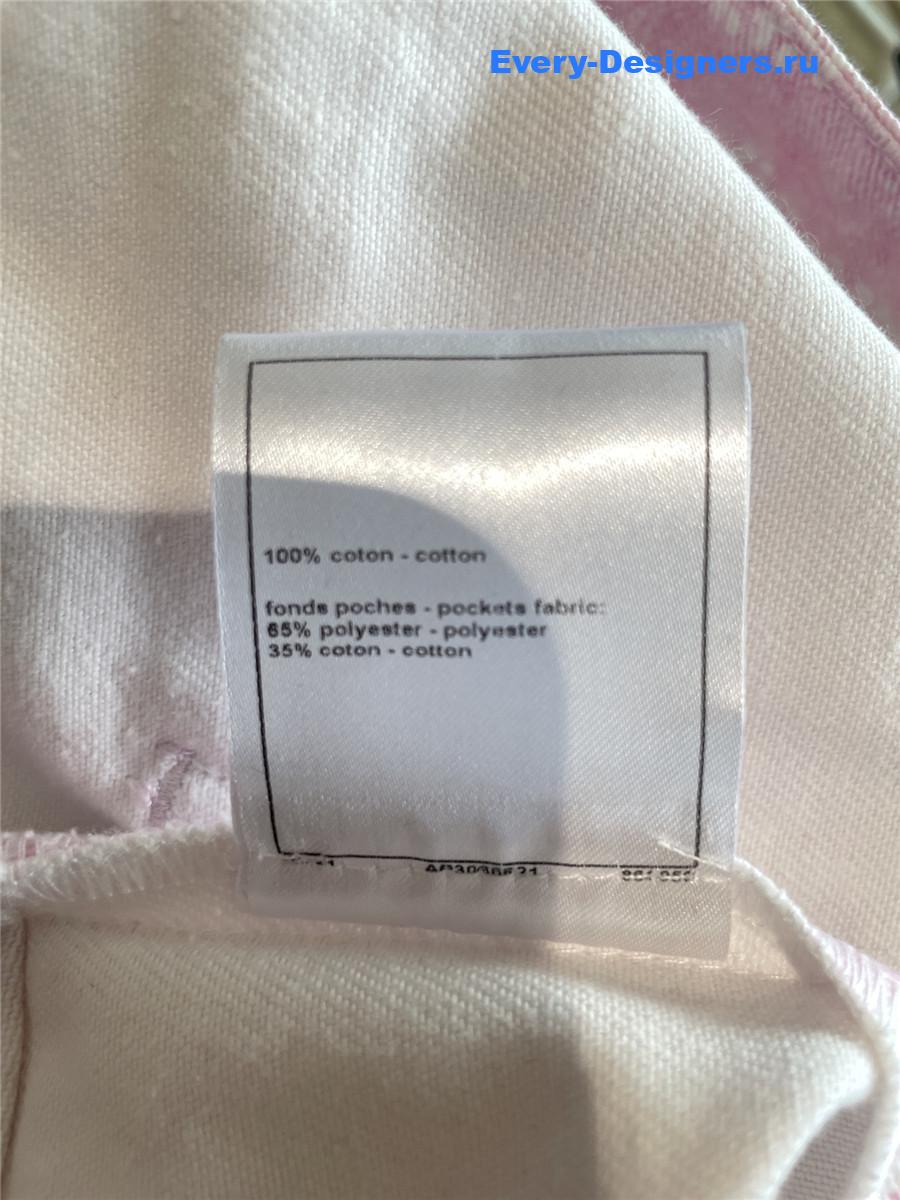 Every-Designers.ru
100% coton - cotton
fonds poches - pockets fabric:
65% polyester - polyester
35% coton - cotton